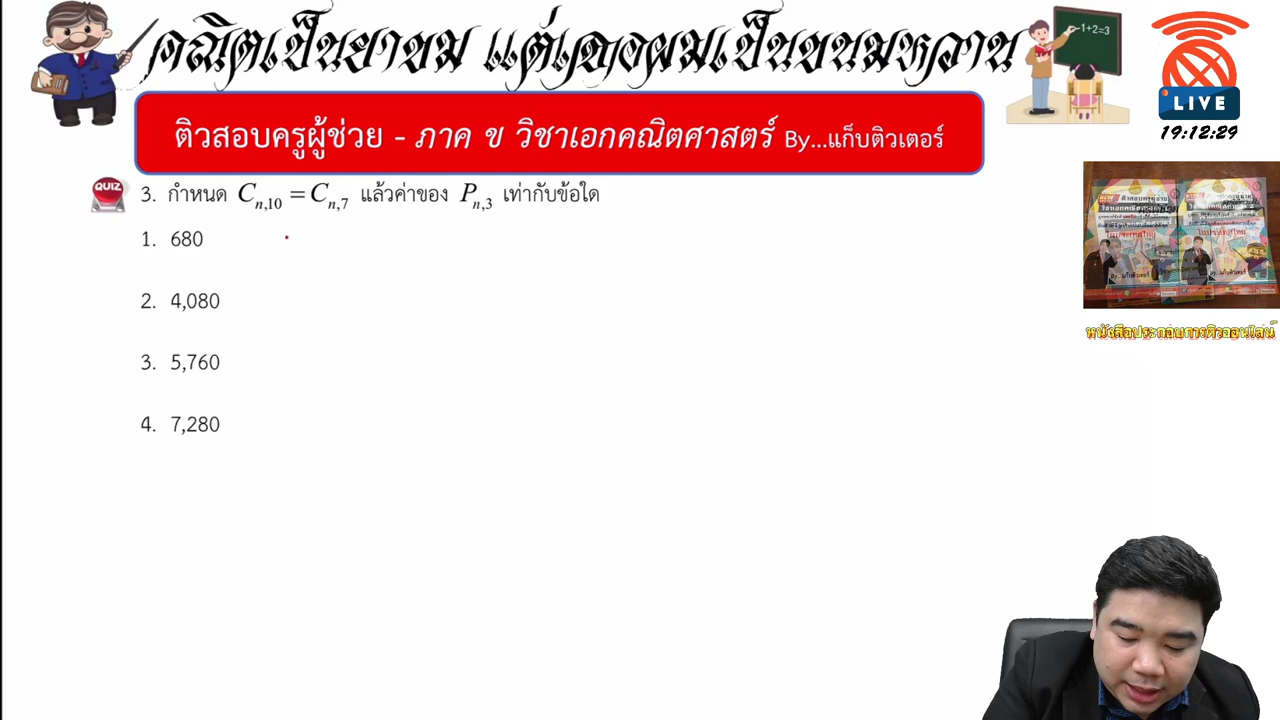 คณิตเป็นยาขม แต่เธอผมเป็นขนมหวาน
-1+2=3
LIVE
19:12:29
ติวสอบครูผู้ช่วย - ภาค ข วิชาเอกคณิตศาสตร์ By...แก็บติวเตอร์
QUIZ
3. กำหนด C_{n,10} = C_{n,7} แล้วค่าของ P_{n,3} เท่ากับข้อใด
1. 680
2. 4,080
3. 5,760
4. 7,280
หนังสือประกอบการติวออนไลน์